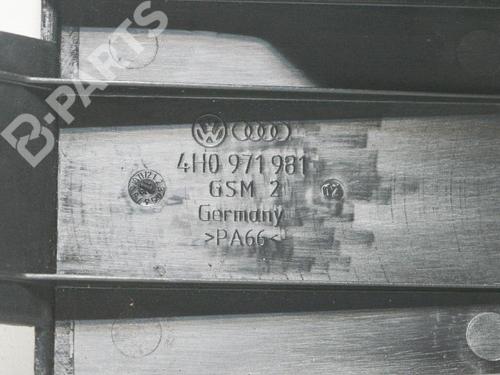 B-PARTS
4H0 971 981
GSM 2
Germany
>PA66<